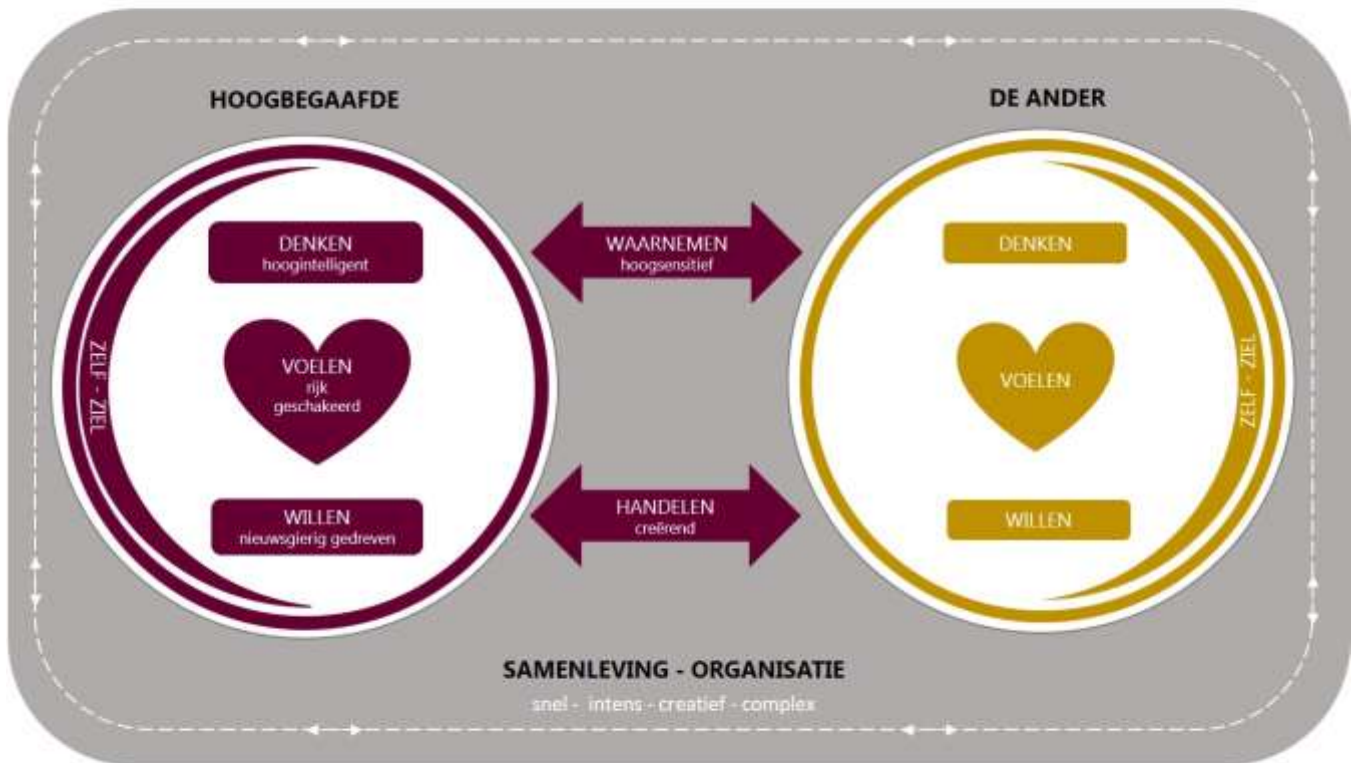 HOOGBEGAAFDE
DE ANDER
DENKEN
hoogintelligent
VOELEN
rijk
geschakeerd
WILLEN
nieuwsgierig gedreven
ZELF - ZIEL
WAARNEMEN
hoogsensitief
HANDELEN
creërend
DENKEN
VOELEN
WILLEN
ZELF - ZIEL
SAMENLEVING - ORGANISATIE
snel - intens - creatief - complex